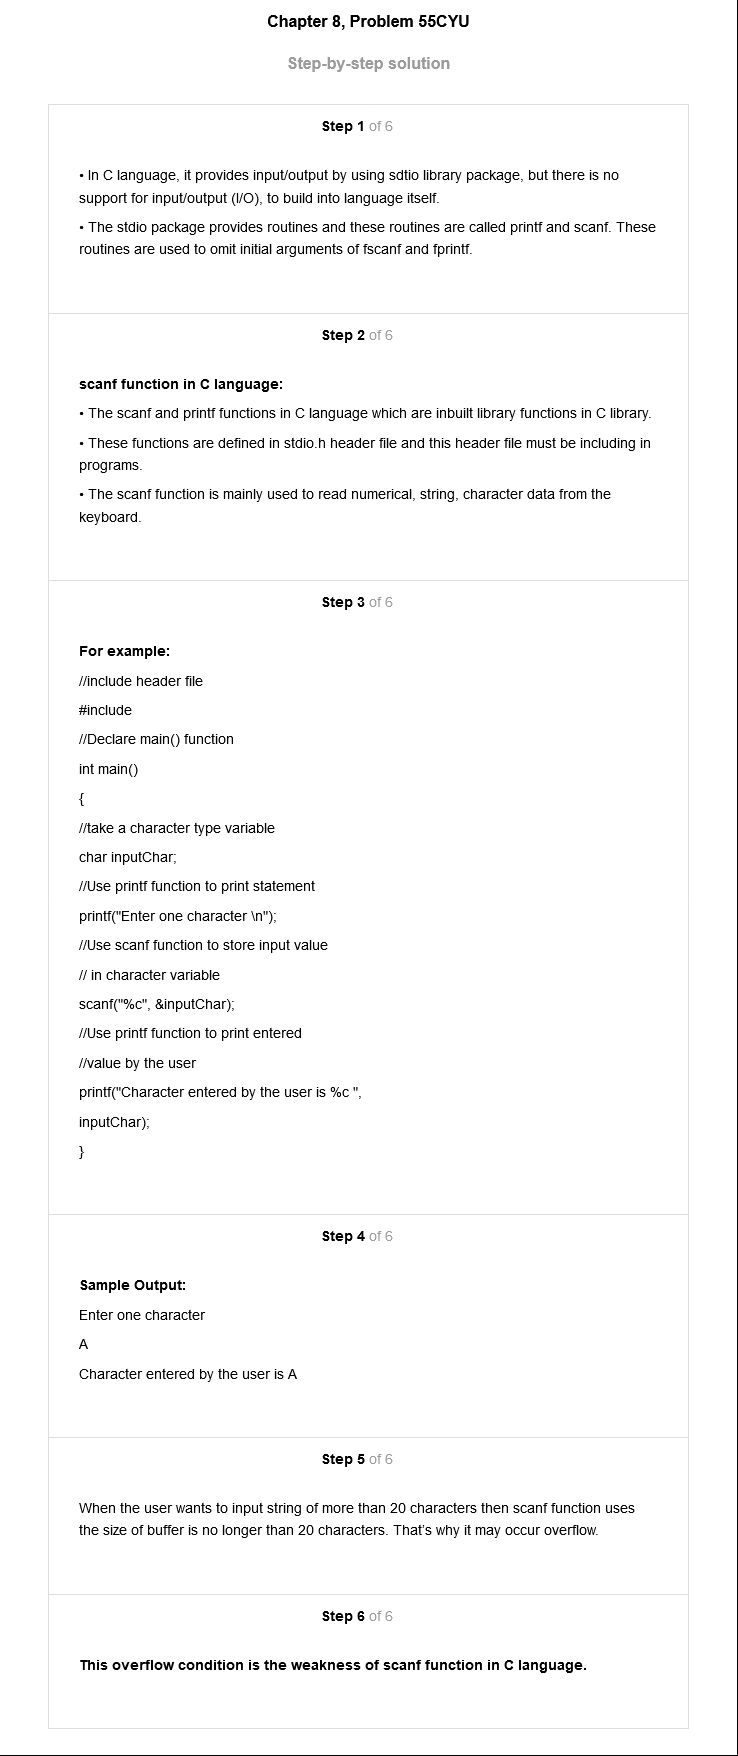 Chapter 8, Problem 55CYU
Step-by-step solution
Step 1 of 6
• In C language, it provides input/output by using sdtio library package, but there is no
support for input/output (I/O), to build into language itself.
• The stdio package provides routines and these routines are called printf and scanf. These
routines are used to omit initial arguments of fscanf and fprintf.
Step 2 of 6
scanf function in C language:
• The scanf and printf functions in C language which are inbuilt library functions in C library.
• These functions are defined in stdio.h header file and this header file must be including in
programs.
• The scanf function is mainly used to read numerical, string, character data from the
keyboard.
Step 3 of 6
For example:
//include header file
#include
//Declare main() function
int main()
{
//take a character type variable
char inputChar;
//Use printf function to print statement
printf("Enter one character \n");
//Use scanf function to store input value
// in character variable
scanf("%c", &inputChar);
//Use printf function to print entered
//value by the user
printf("Character entered by the user is %c ",
inputChar);
}
Step 4 of 6
Sample Output:
Enter one character
A
Character entered by the user is A
Step 5 of 6
When the user wants to input string of more than 20 characters then scanf function uses
the size of buffer is no longer than 20 characters. That's why it may occur overflow.
Step 6 of 6
This overflow condition is the weakness of scanf function in C language.